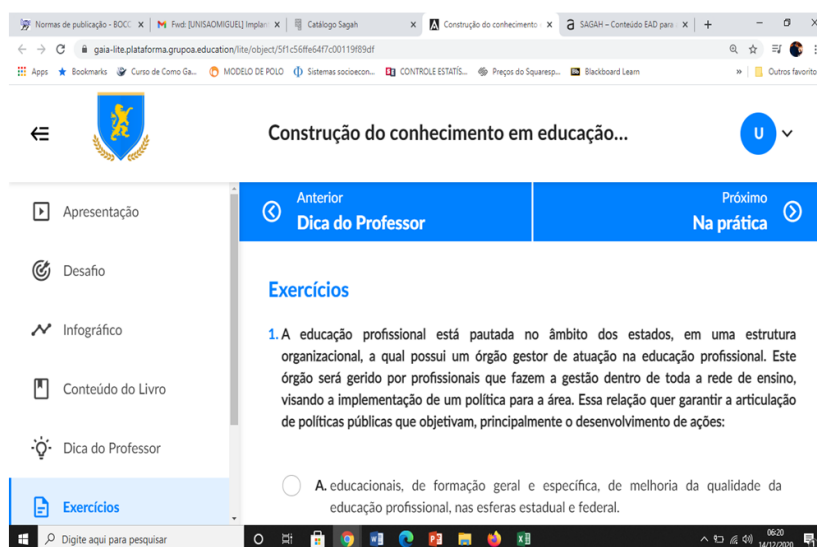 Normas de publicação - BOCC
Fwd: [UNISAOMIGUEL] Implant
Catálogo Sagah
Construção do conhecimento
SAGAH – Conteúdo EAD para
gaia-lite.plataforma.grupoa.education/lite/object/5f1c56ffe64f7c00119f89df
Apps
Bookmarks
Curso de Como Ga...
MODELO DE POLO
Sistemas socioecon...
CONTROLE ESTATÍS...
Preços do Squaresp...
Blackboard Learn
»
Outros favorito
Construção do conhecimento em educação...
U
Apresentação
Desafio
Infográfico
Conteúdo do Livro
Dica do Professor
Exercícios
Anterior
Dica do Professor
Próximo
Na prática
Exercícios
1. A educação profissional está pautada no âmbito dos estados, em uma estrutura
organizacional, a qual possui um órgão gestor de atuação na educação profissional. Este
órgão será gerido por profissionais que fazem a gestão dentro de toda a rede de ensino,
visando a implementação de um política para a área. Essa relação quer garantir a articulação
de políticas públicas que objetivam, principalmente o desenvolvimento de ações:
A. educacionais, de formação geral e específica, de melhoria da qualidade da
educação profissional, nas esferas estadual e federal.
Digite aqui para pesquisar
06:20
14/12/2020